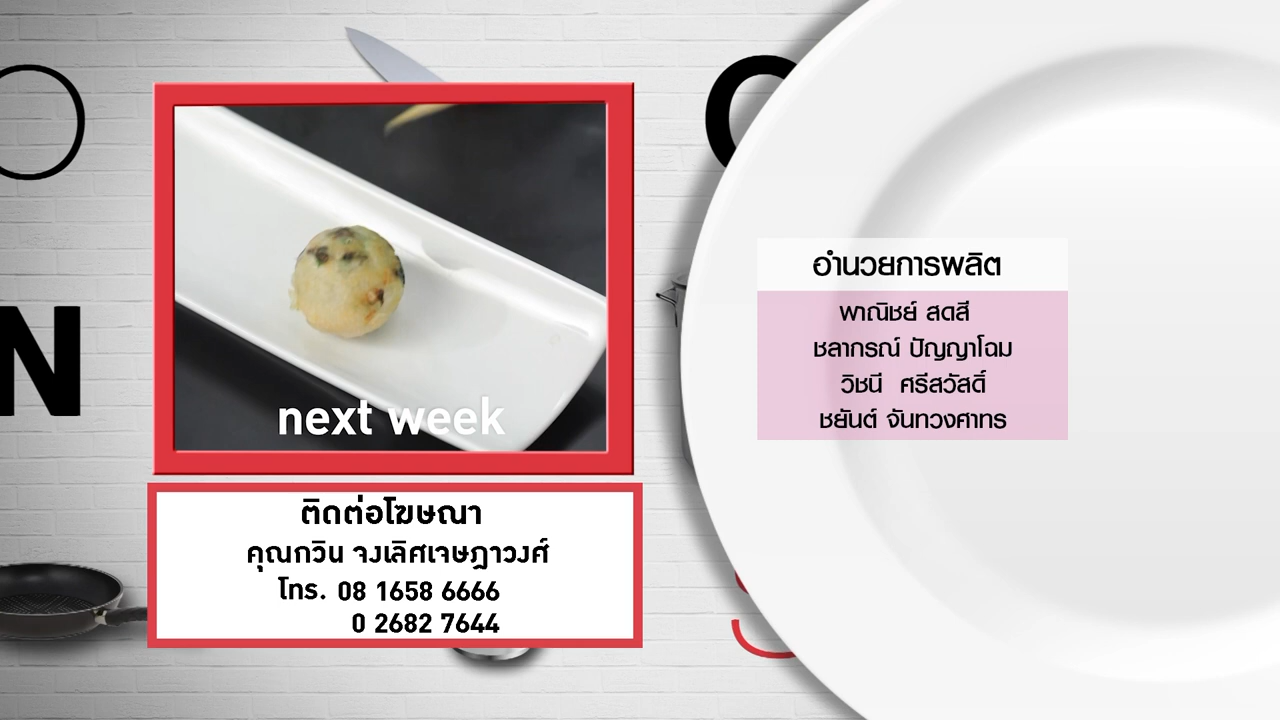 next week
ติดต่อโฆษณา
คุณกวิน จงเลิศเจษฎาวงศ์
โทร. 08 1658 6666
0 2682 7644
อำนวยการผลิต
พาณิชย์ สดสี
ชลากรณ์ ปัญญาโฉม
วิชนี ศรีสวัสดิ์
ชยันต์ จันทวงศาทร